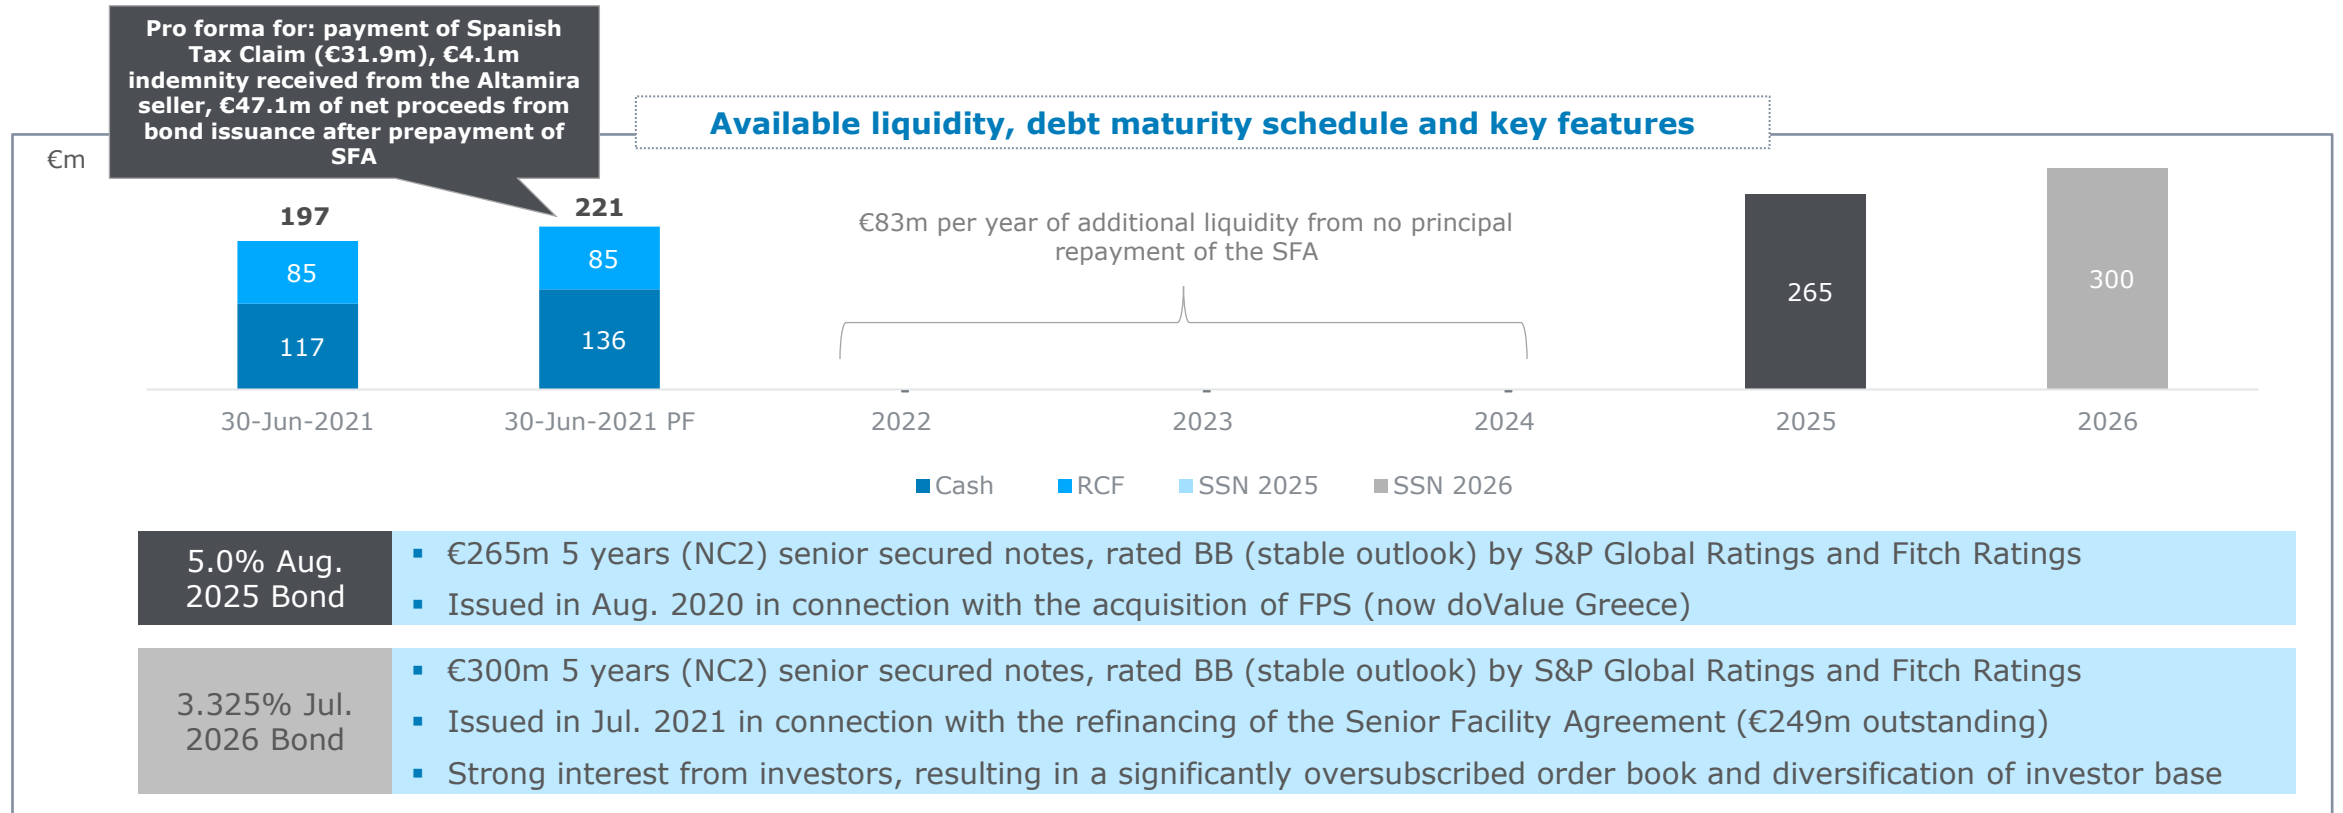 Pro forma for: payment of Spanish
Tax Claim (€31.9m), €4.1m
indemnity received from the Altamira
seller, €47.1m of net proceeds from
bond issuance after prepayment of
SFA
Available liquidity, debt maturity schedule and key features
€m
197
221
€83m per year of additional liquidity from no principal
repayment of the SFA
85
85
117
136
265
300
-
-
-
30-Jun-2021
30-Jun-2021 PF
2022
2023
2024
2025
2026
Cash
RCF
SSN 2025
SSN 2026
5.0% Aug.
2025 Bond
▪ €265m 5 years (NC2) senior secured notes, rated BB (stable outlook) by S&P Global Ratings and Fitch Ratings
▪ Issued in Aug. 2020 in connection with the acquisition of FPS (now doValue Greece)
3.325% Jul.
2026 Bond
▪ €300m 5 years (NC2) senior secured notes, rated BB (stable outlook) by S&P Global Ratings and Fitch Ratings
▪ Issued in Jul. 2021 in connection with the refinancing of the Senior Facility Agreement (€249m outstanding)
▪ Strong interest from investors, resulting in a significantly oversubscribed order book and diversification of investor base